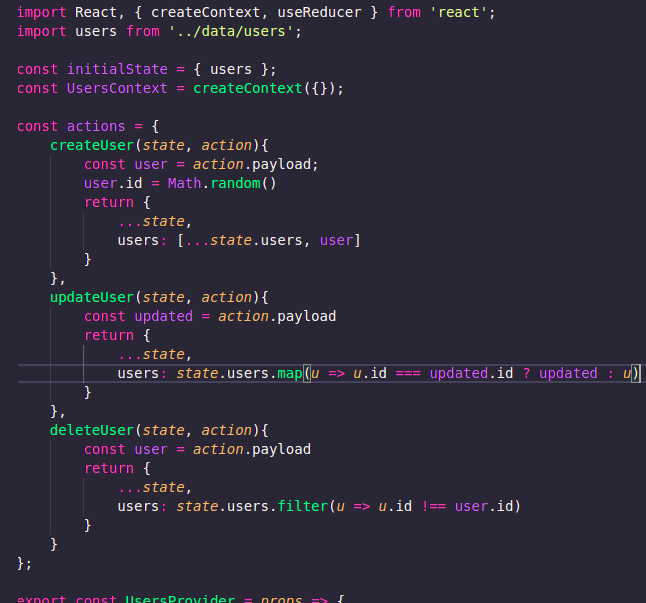 import React, { createContext, useReducer } from 'react';
import users from '../data/users';
const initialState = { users };
const UsersContext = createContext({});
const actions = {
createUser(state, action){
const user = action.payload;
user.id = Math.random()
return {
...state,
users: [...state.users, user]
}
},
updateUser(state, action){
const updated = action.payload
return {
...state,
users: state.users.map(u => u.id === updated.id ? updated : u)
}
},
deleteUser(state, action){
const user = action.payload
return {
...state,
users: state.users.filter(u => u.id !== user.id)
}
}
};
export const UsersProvider = props => {